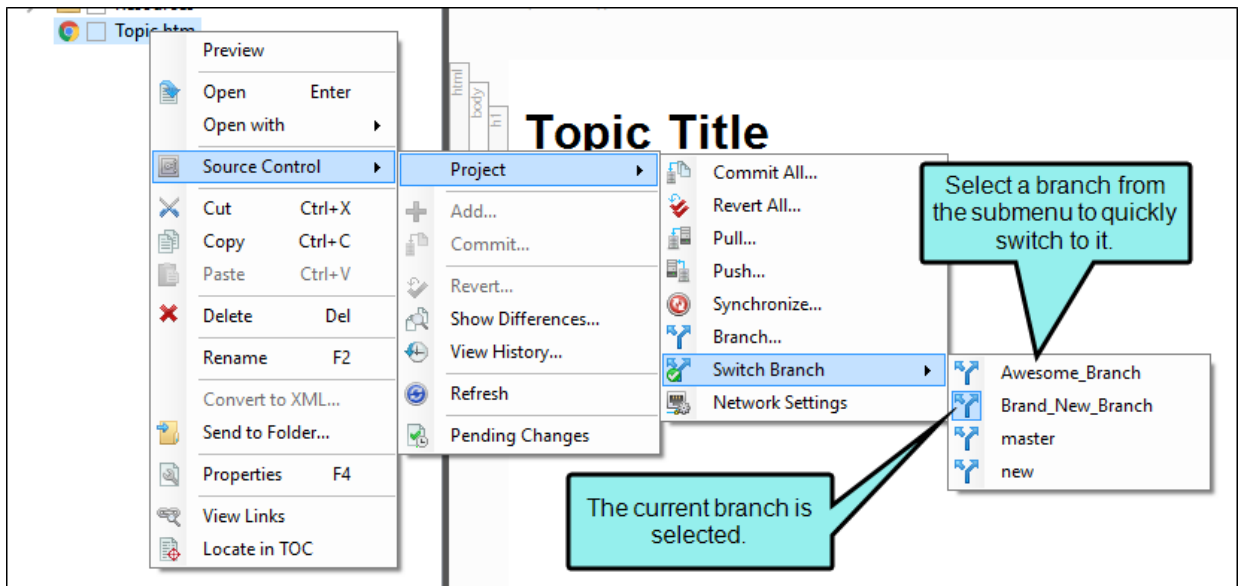 Topic.htm
Preview
Open Enter
Open with
Source Control
Cut Ctrl+X
Copy Ctrl+C
Paste Ctrl+V
Delete Del
Rename F2
Convert to XML...
Send to Folder...
Properties F4
View Links
Locate in TOC
Project
Add...
Commit...
Revert...
Show Differences...
View History...
Refresh
Pending Changes
html
body
h1
Topic Title
Commit All...
Revert All...
Pull...
Push...
Synchronize...
Branch...
Switch Branch
Network Settings
Select a branch from
the submenu to quickly
switch to it.
Awesome_Branch
Brand_New_Branch
master
new
The current branch is
selected.